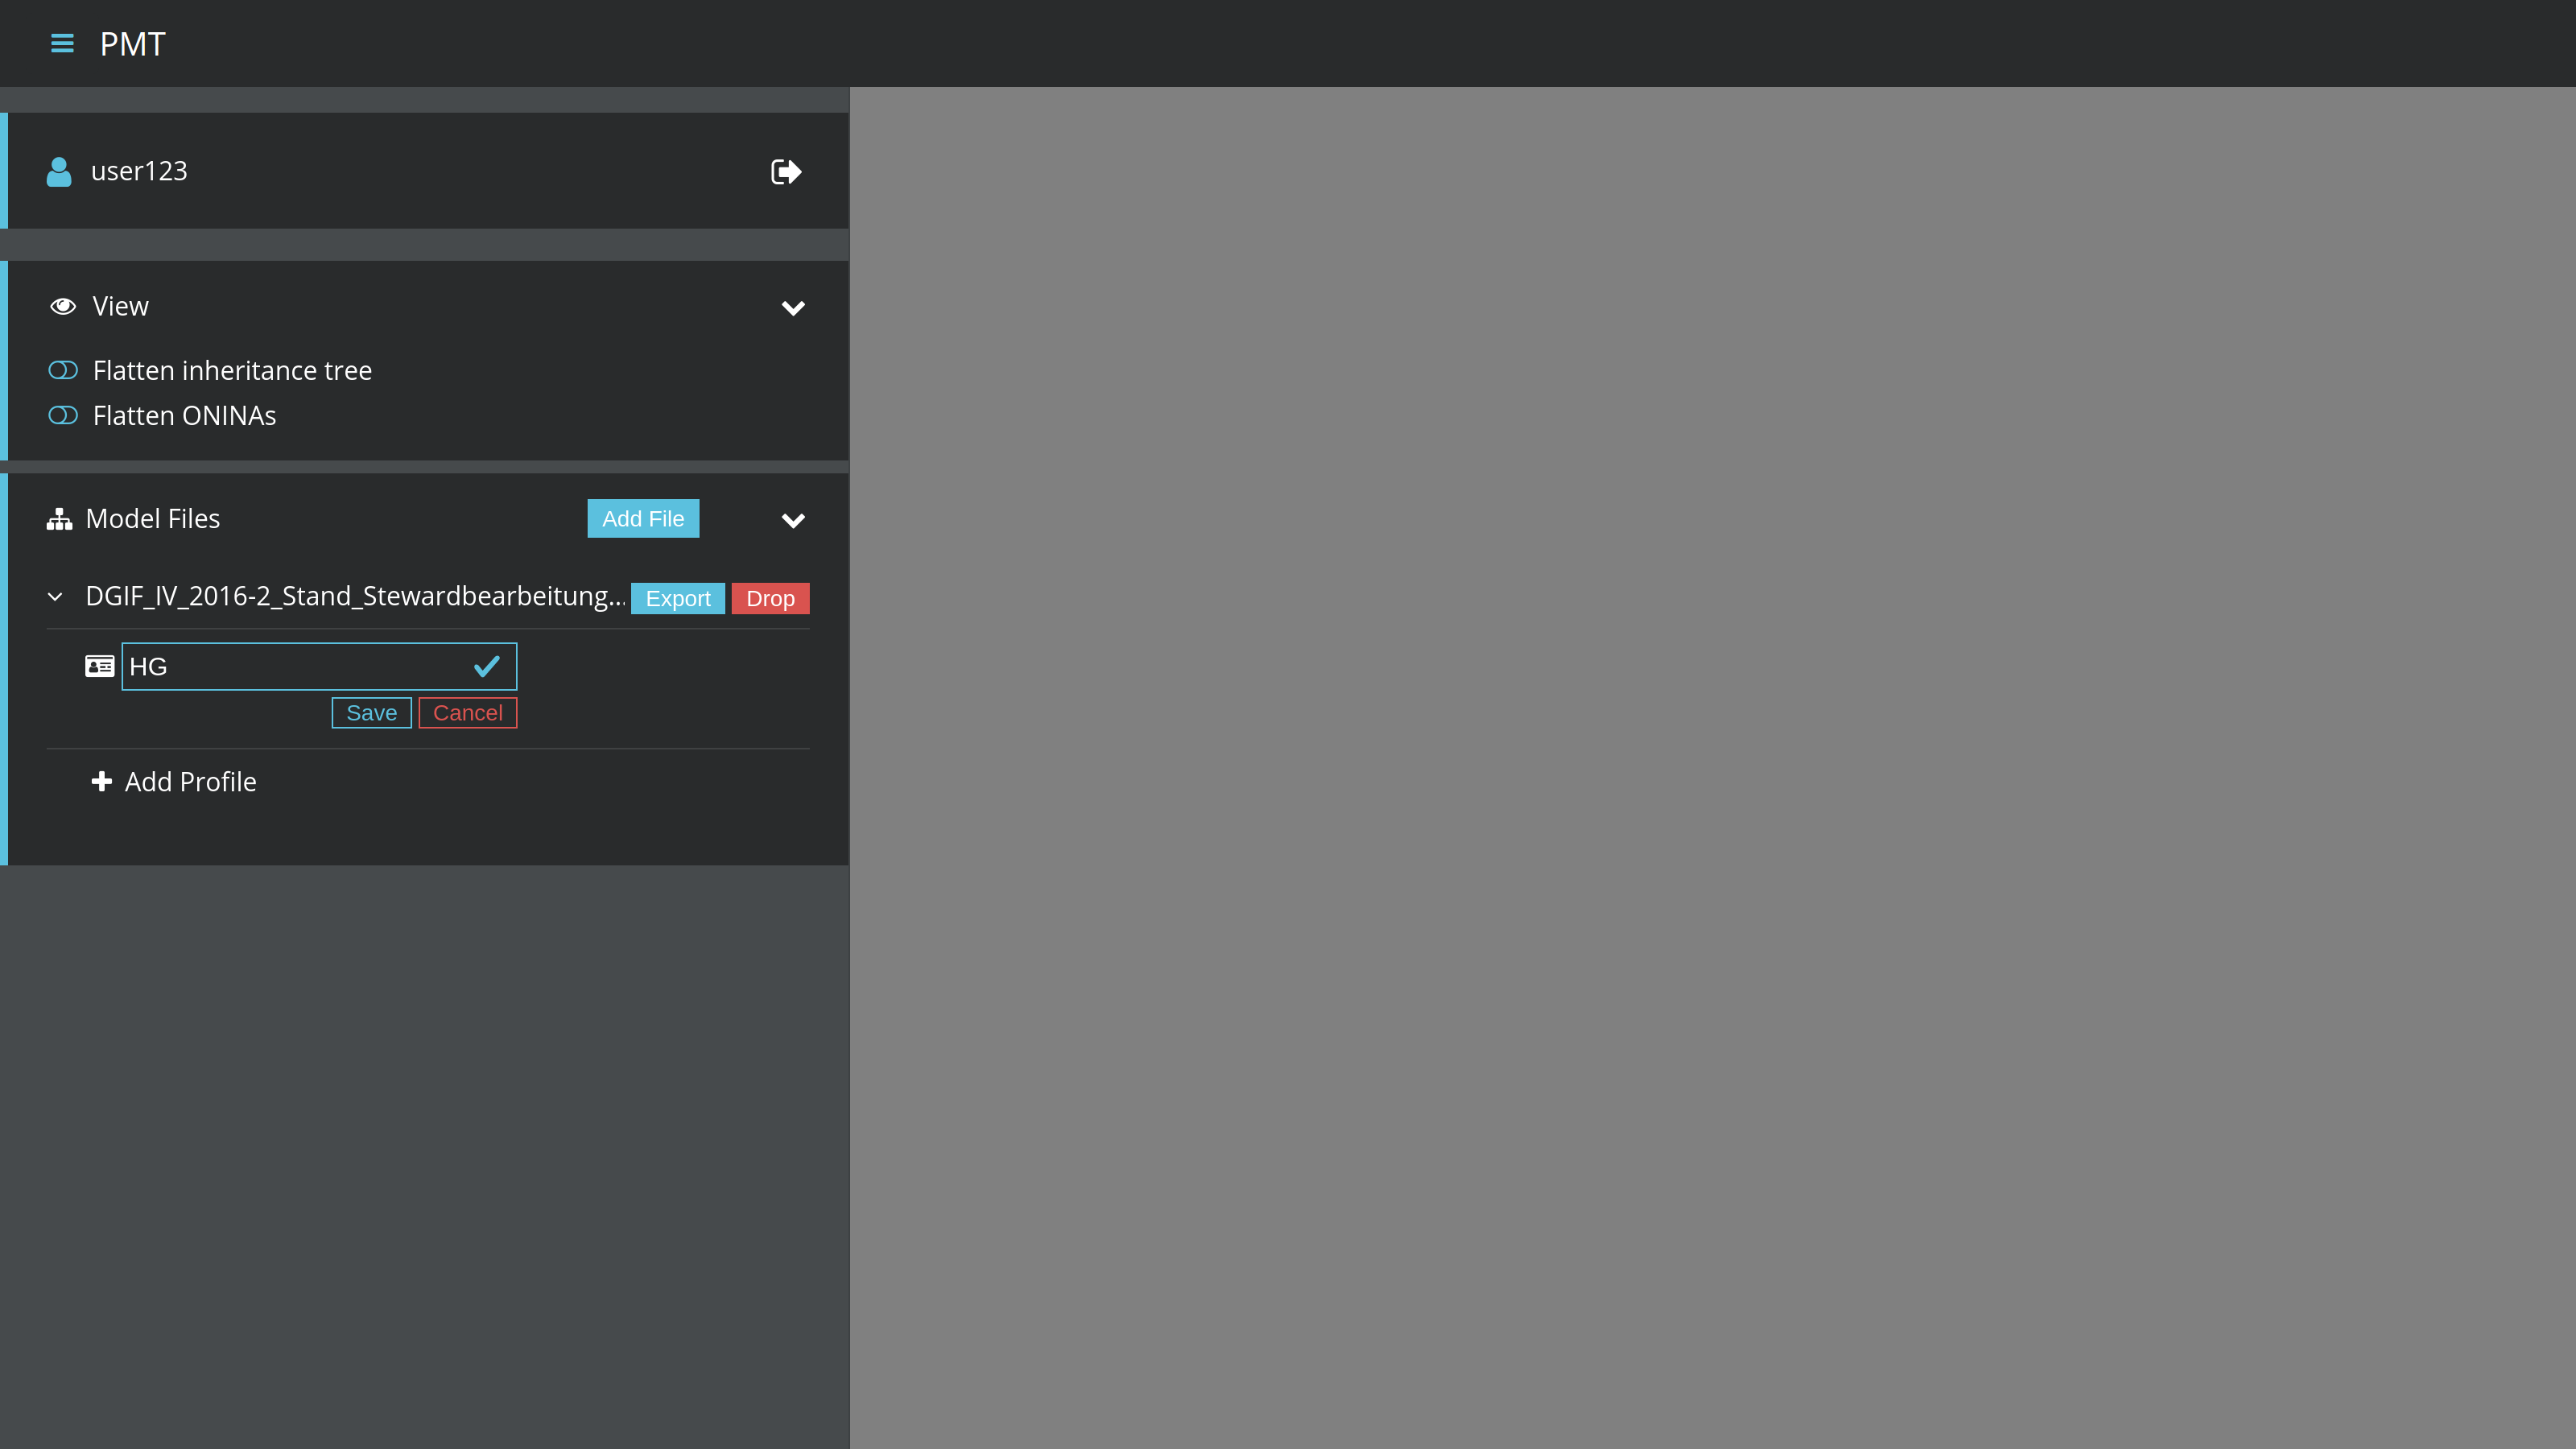 PMT
user123
View
Flatten inheritance tree
Flatten ONINAs
Model Files
Add File
DGIF_IV_2016-2_Stand_Stewardbearbeitung...
Export
Drop
HG
Save
Cancel
Add Profile